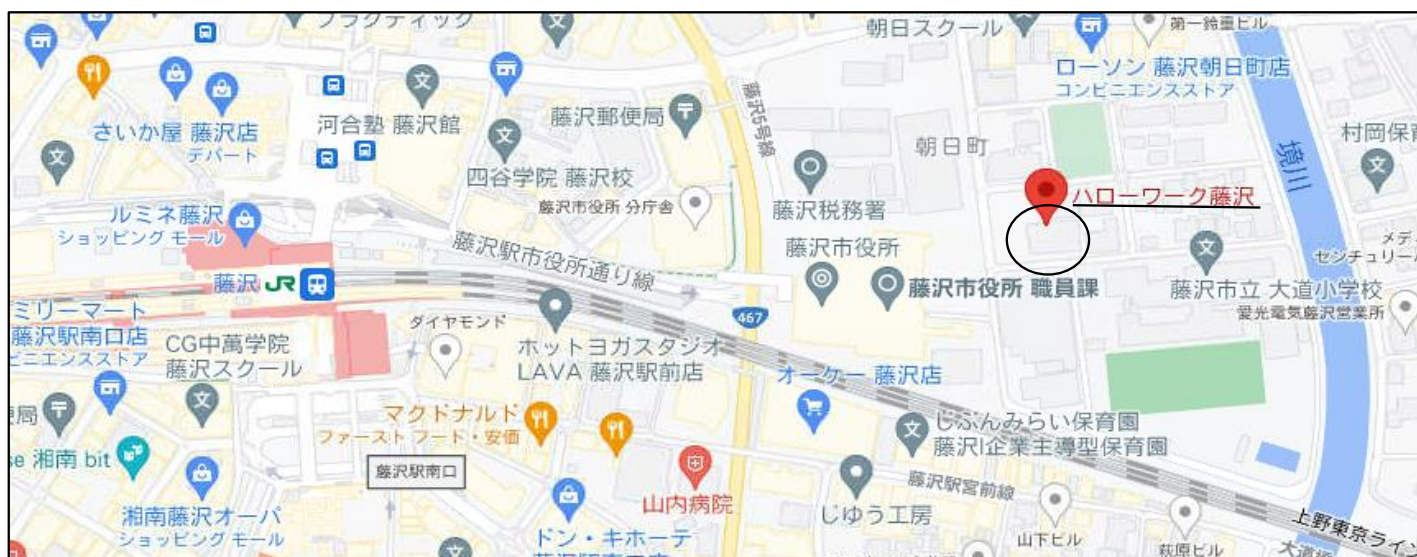 プラクティック
朝日スクール
第一鈴重ビル
ローソン 藤沢朝日町店
コンビニエンスストア
さいか屋 藤沢店
デパート
河合塾 藤沢館
藤沢郵便局
藤沢5号線
朝日町
境川
村岡保育
四谷学院 藤沢校
藤沢市役所 分庁舎
藤沢税務署
ハローワーク藤沢
ルミネ藤沢
ショッピング モール
藤沢駅市役所通り線
藤沢市役所
メデ
センチュリーハ
藤沢 JR
藤沢市役所 職員課
藤沢市立 大道小学校
愛光電気藤沢営業所
ミリーマート
藤沢駅南口店
ビニエンスストア
CG中萬学院
藤沢スクール
ダイヤモンド
ホットヨガスタジオ
LAVA 藤沢駅前店
467
オーケー 藤沢店
マクドナルド
ファースト フード・安価
じぶんみらい保育園
藤沢I企業主導型保育園
局
se 湘南 bit
藤沢駅南口
山内病院
藤沢駅宮前線
じゆう工房
湘南藤沢オーパ
ショッピング モール
ドン・キホーテ
山下ビル
萩原ビル
上野東京ライン